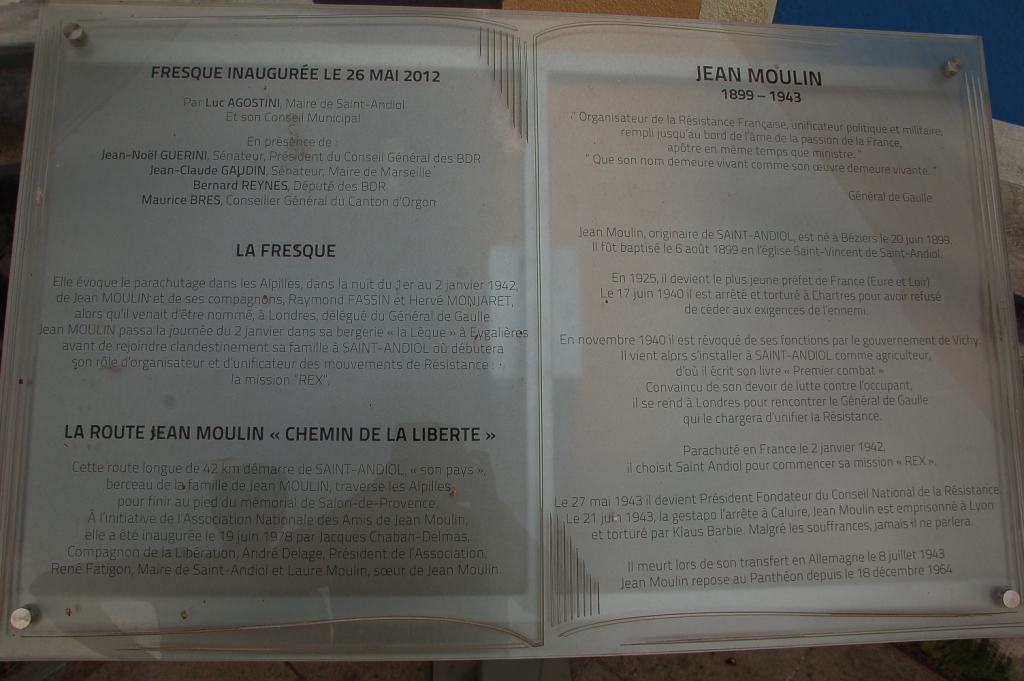 FRESQUE INAUGURÉE LE 26 MAI 2012
Par Luc AGOSTINI, Maire de Saint-Andiol
Et son Conseil Municipal
En présence de :
Jean-Noël GUERINI, Sénateur, Président du Conseil Général des BDR
Jean-Claude GAUDIN, Sénateur, Maire de Marseille
Bernard REYNES, Député des BDR
Maurice BRES, Conseiller Général du Canton d'Orgon
LA FRESQUE
Elle évoque le parachutage dans les Alpilles, dans la nuit du 1er au 2 janvier 1942,
de Jean MOULIN et de ses compagnons, Raymond FASSIN et Hervé MONJARET,
alors qu'il venait d'être nommé, à Londres, délégué du Général de Gaulle.
Jean MOULIN passa la journée du 2 janvier dans sa bergerie « la Lèque » à Eygalières
avant de rejoindre clandestinement sa famille à SAINT-ANDIOL où débutera
son rôle d'organisateur et d'unificateur des mouvements de Résistance :
la mission "REX".
LA ROUTE JEAN MOULIN « CHEMIN DE LA LIBERTE »
Cette route longue de 42 km démarre de SAINT-ANDIOL, « son pays »,
berceau de la famille de Jean MOULIN, traverse les Alpilles,
pour finir au pied du mémorial de Salon-de-Provence.
À l'initiative de l'Association Nationale des Amis de Jean Moulin,
elle a été inaugurée le 19 juin 1978 par Jacques Chaban-Delmas,
Compagnon de la Libération, André Delage, Président de l'Association,
René Fatigon, Maire de Saint-Andiol et Laure Moulin, sœur de Jean Moulin.
JEAN MOULIN
1899 – 1943
" Organisateur de la Résistance Française, unificateur politique et militaire,
rempli jusqu'au bord de l'âme de la passion de la France,
apôtre en même temps que ministre. "
" Que son nom demeure vivant comme son œuvre demeure vivante. "
Général de Gaulle
Jean Moulin, originaire de SAINT-ANDIOL, est né à Béziers le 20 juin 1899.
Il fût baptisé le 6 août 1899 en l'église Saint-Vincent de Saint-Andiol.
En 1925, il devient le plus jeune préfet de France (Eure et Loir)
Le 17 juin 1940 il est arrêté et torturé à Chartres pour avoir refusé
de céder aux exigences de l'ennemi.
En novembre 1940 il est révoqué de ses fonctions par le gouvernement de Vichy.
Il vient alors s'installer à SAINT-ANDIOL comme agriculteur,
d'où il écrit son livre « Premier combat »
Convaincu de son devoir de lutte contre l'occupant,
il se rend à Londres pour rencontrer le Général de Gaulle
qui le chargera d'unifier la Résistance.
Parachuté en France le 2 janvier 1942,
il choisit Saint Andiol pour commencer sa mission « REX ».
Le 27 mai 1943 il devient Président Fondateur du Conseil National de la Résistance.
Le 21 juin 1943, la gestapo l'arrête à Caluire, Jean Moulin est emprisonné à Lyon
et torturé par Klaus Barbie. Malgré les souffrances, jamais il ne parlera.
Il meurt lors de son transfert en Allemagne le 8 juillet 1943
Jean Moulin repose au Panthéon depuis le 18 décembre 1964